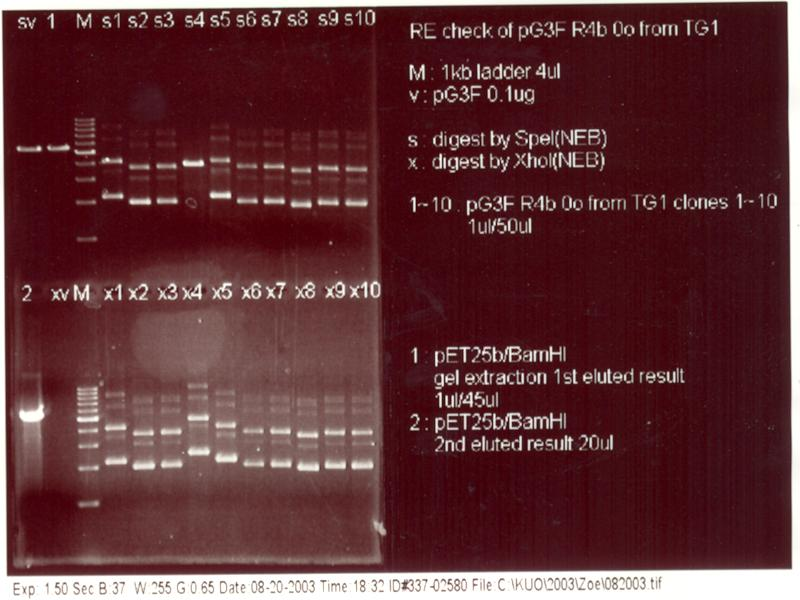 sv 1 M s1 s2 s3 s4 s5 s6 s7 s8 s9 s10
RE check of pG3F R4b 0o from TG1
M : 1kb ladder 4ul
v : pG3F 0.1ug
s : digest by SpeI(NEB)
x : digest by XhoI(NEB)
1~10 : pG3F R4b 0o from TG1 clones 1~10
1ul/50ul
2 xv M x1 x2 x3 x4 x5 x6 x7 x8 x9 x10
1 : pET25b/BamHI
gel extraction 1st eluted result
1ul/45ul
2 : pET25b/BamHI
2nd eluted result 20ul
Exp: 1.50 Sec B:37 W:255 G:0.65 Date:08-20-2003 Time:18:32 ID#337-02580 File:C:\KUO\2003\Zoe\082003.tif